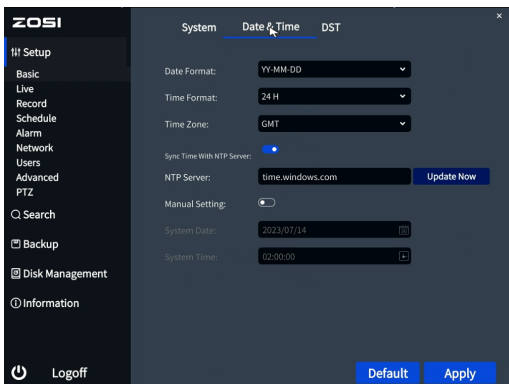 ZOSI
System Date & Time DST
Setup
Basic
Live
Record
Schedule
Alarm
Network
Users
Advanced
PTZ
Search
Backup
Disk Management
Information
Logoff
Date Format: YY-MM-DD
Time Format: 24 H
Time Zone: GMT
Sync Time With NTP Server:
NTP Server: time.windows.com Update Now
Manual Setting:
System Date: 2023/07/14
System Time: 02:00:00
Default Apply